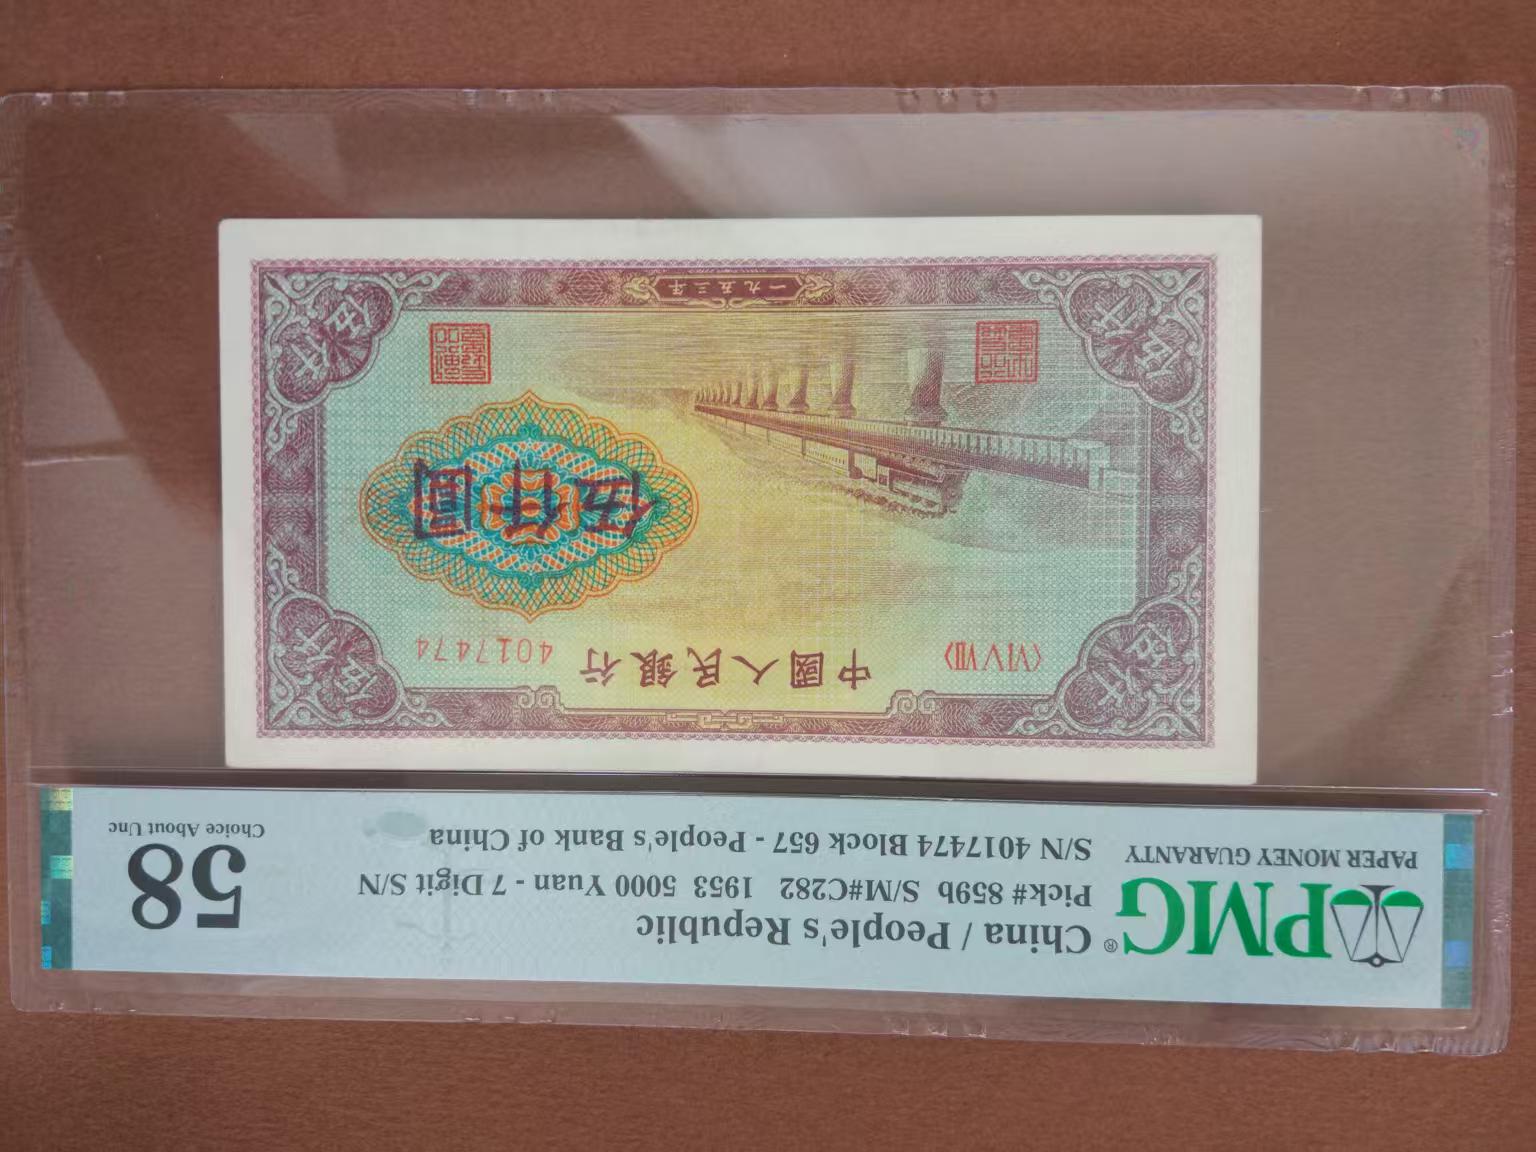 PMG®
PAPER MONEY GUARANTY
China / People's Republic
Pick# 859b S/M#C282 1953 5000 Yuan - 7 Digit S/N
S/N 4017474 Block 657 - People's Bank of China
58
Choice About Unc
伍仟
中國人民銀行
伍仟
〈VI V VII〉
4017474
伍仟圓
伍仟
一九五三年
伍仟